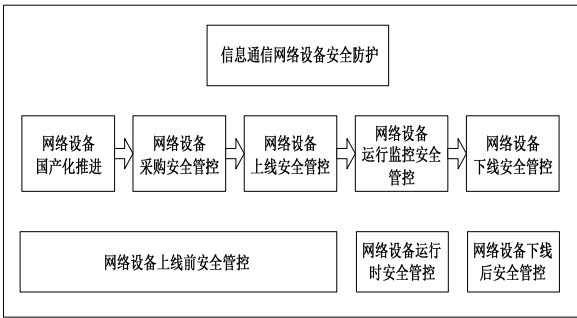 信息通信网络设备安全防护
网络设备
国产化推进
网络设备
采购安全管控
网络设备
上线安全管控
网络设备
运行监控安全
管控
网络设备
下线安全管控
网络设备上线前安全管控
网络设备运行
时安全管控
网络设备下线
后安全管控